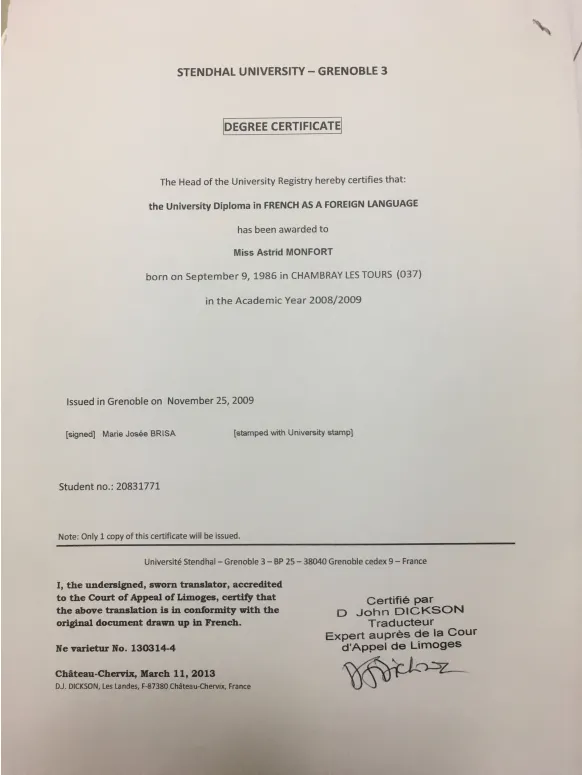 STENDHAL UNIVERSITY – GRENOBLE 3
DEGREE CERTIFICATE
The Head of the University Registry hereby certifies that:
the University Diploma in FRENCH AS A FOREIGN LANGUAGE
has been awarded to
Miss Astrid MONFORT
born on September 9, 1986 in CHAMBRAY LES TOURS (037)
in the Academic Year 2008/2009
Issued in Grenoble on November 25, 2009
[signed] Marie Josée BRISA [stamped with University stamp]
Student no.: 20831771
Note: Only 1 copy of this certificate will be issued.
Université Stendhal – Grenoble 3 – BP 25 – 38040 Grenoble cedex 9 – France
I, the undersigned, sworn translator, accredited
to the Court of Appeal of Limoges, certify that
the above translation is in conformity with the
original document drawn up in French.
Ne varietur No. 130314-4
Château-Chervix, March 11, 2013
D.J. DICKSON, Les Landes, F-87380 Château-Chervix, France
Certifié par
D John DICKSON
Traducteur
Expert auprès de la Cour
d'Appel de Limoges